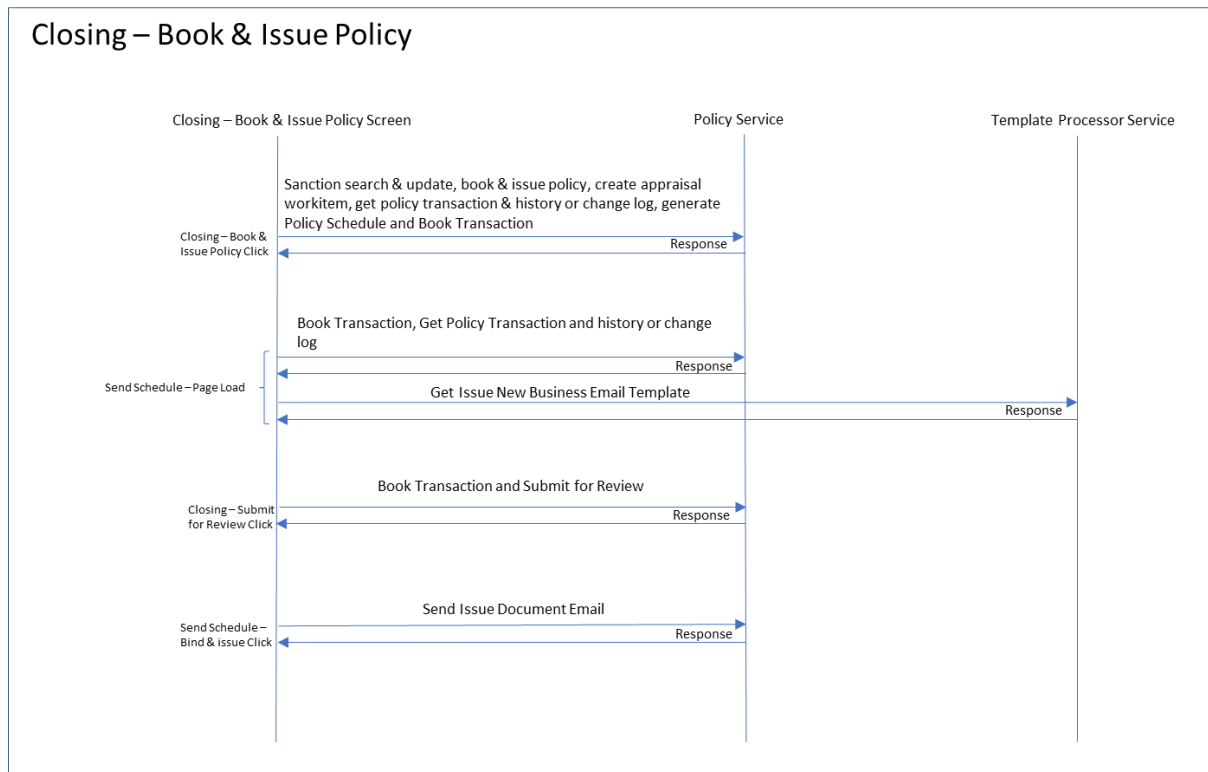 Closing – Book & Issue Policy
Closing – Book & Issue Policy Screen
Policy Service
Template Processor Service
Sanction search & update, book & issue policy, create appraisal
workitem, get policy transaction & history or change log, generate
Policy Schedule and Book Transaction
Closing – Book &
Issue Policy Click
Response
Book Transaction, Get Policy Transaction and history or change
log
Response
Send Schedule – Page Load
Get Issue New Business Email Template
Response
Book Transaction and Submit for Review
Closing – Submit
for Review Click
Response
Send Issue Document Email
Send Schedule –
Bind & issue Click
Response